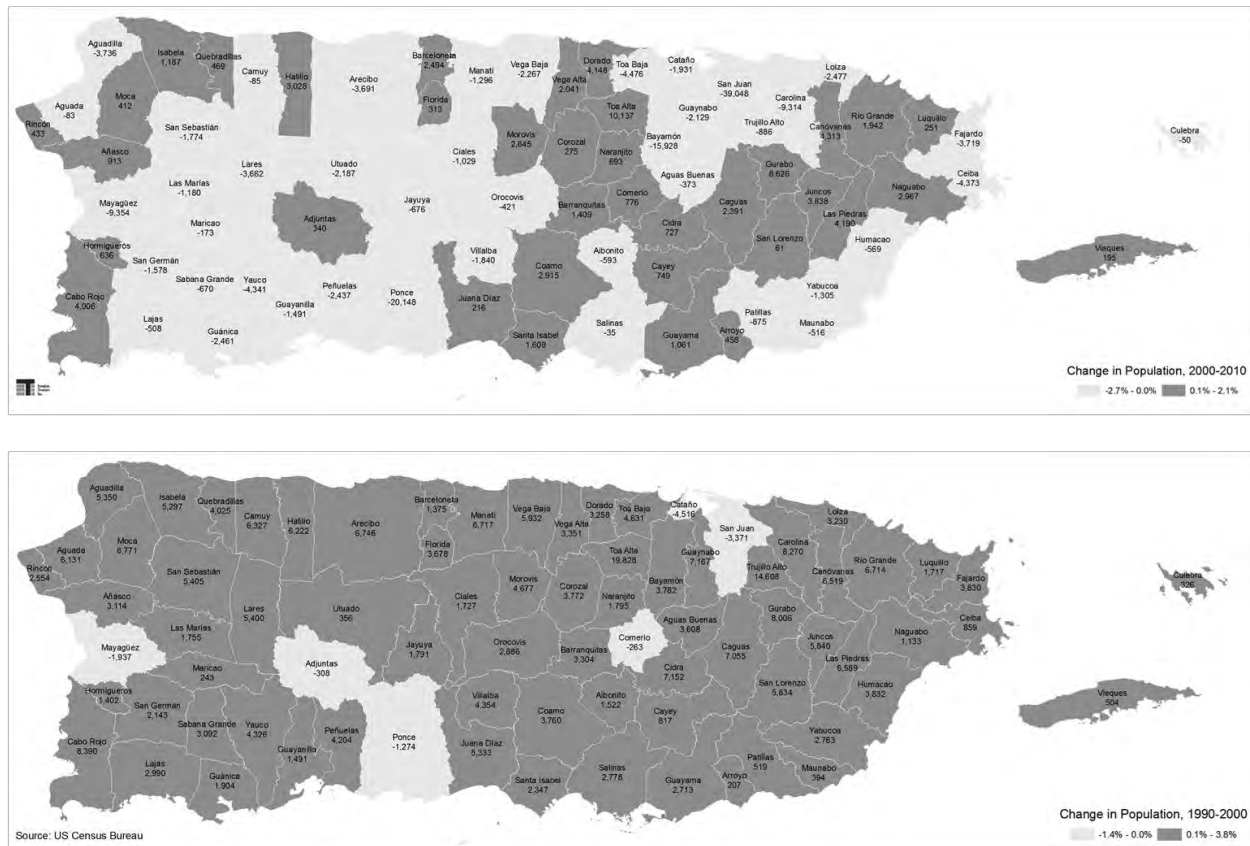 Aguadilla
-3,736
Isabela
1,187
Quebradillas
469
Camuy
-85
Hatillo
3,028
Arecibo
-3,691
Barceloneta
2,494
Florida
313
Manatí
-1,296
Vega Baja
-2,267
Vega Alta
2,041
Dorado
4,148
Toa Baja
-4,476
Cataño
-1,931
San Juan
-39,048
Loiza
-2,477
Carolina
-9,314
Guaynabo
-2,129
Trujillo Alto
-886
Canóvanas
4,313
Rio Grande
1,942
Luquillo
251
Fajardo
-3,719
Culebra
-50
Ceiba
-4,373
Aguada
-83
Moca
412
Rincón
433
Añasco
913
San Sebastián
-1,774
Lares
-3,662
Utuado
-2,187
Ciales
-1,029
Morovis
2,645
Corozal
275
Toa Alta
10,137
Naranjito
693
Bayamón
-15,928
Aguas Buenas
-373
Gurabo
8,626
Juncos
3,838
Naguabo
2,967
Las Marías
-1,180
Mayagüez
-9,354
Maricao
-173
Adjuntas
340
Jayuya
-676
Orocovis
-421
Barranquitas
1,409
Comerío
776
Cidra
727
Caguas
2,391
Las Piedras
4,190
San Lorenzo
61
Humacao
-569
Vieques
195
Hormigueros
636
San Germán
-1,578
Sabana Grande
-670
Yauco
-4,341
Guayanilla
-1,491
Peñuelas
-2,437
Ponce
-20,148
Villalba
-1,840
Coamo
2,915
Aibonito
-593
Cayey
749
Yabucoa
-1,305
Cabo Rojo
4,006
Lajas
-508
Guánica
-2,461
Juana Díaz
216
Santa Isabel
1,609
Salinas
-35
Guayama
1,061
Arroyo
458
Patillas
-875
Maunabo
-516
Change in Population, 2000-2010
-2.7% - 0.0% 0.1% - 2.1%
Aguadilla
5,350
Isabela
5,297
Quebradillas
4,025
Camuy
6,327
Hatillo
6,222
Arecibo
6,746
Barceloneta
1,375
Florida
3,678
Manatí
6,717
Vega Baja
5,932
Vega Alta
3,351
Dorado
3,258
Toa Baja
4,631
Cataño
-4,516
San Juan
-3,371
Loiza
3,230
Carolina
8,270
Guaynabo
7,167
Trujillo Alto
14,608
Canóvanas
6,519
Rio Grande
6,714
Luquillo
1,717
Fajardo
3,830
Culebra
326
Ceiba
859
Aguada
6,131
Moca
6,771
Rincón
2,554
Añasco
3,114
San Sebastián
5,405
Lares
5,400
Utuado
356
Ciales
1,727
Morovis
4,677
Corozal
3,772
Toa Alta
19,828
Naranjito
1,795
Bayamón
3,782
Aguas Buenas
3,608
Gurabo
8,006
Juncos
5,840
Naguabo
1,133
Las Marías
1,755
Mayagüez
-1,937
Maricao
243
Adjuntas
-308
Jayuya
1,791
Orocovis
2,886
Barranquitas
3,304
Comerío
-263
Cidra
7,152
Caguas
7,055
Las Piedras
6,589
San Lorenzo
5,834
Humacao
3,832
Vieques
504
Hormigueros
1,402
San Germán
2,143
Sabana Grande
3,092
Yauco
4,326
Guayanilla
1,491
Peñuelas
4,204
Ponce
-1,274
Villalba
4,354
Coamo
3,760
Aibonito
1,522
Cayey
817
Yabucoa
2,763
Cabo Rojo
8,390
Lajas
2,990
Guánica
1,904
Juana Díaz
5,333
Santa Isabel
2,347
Salinas
2,778
Guayama
2,713
Arroyo
207
Patillas
519
Maunabo
394
Change in Population, 1990-2000
-1.4% - 0.0% 0.1% - 3.8%
Source: US Census Bureau